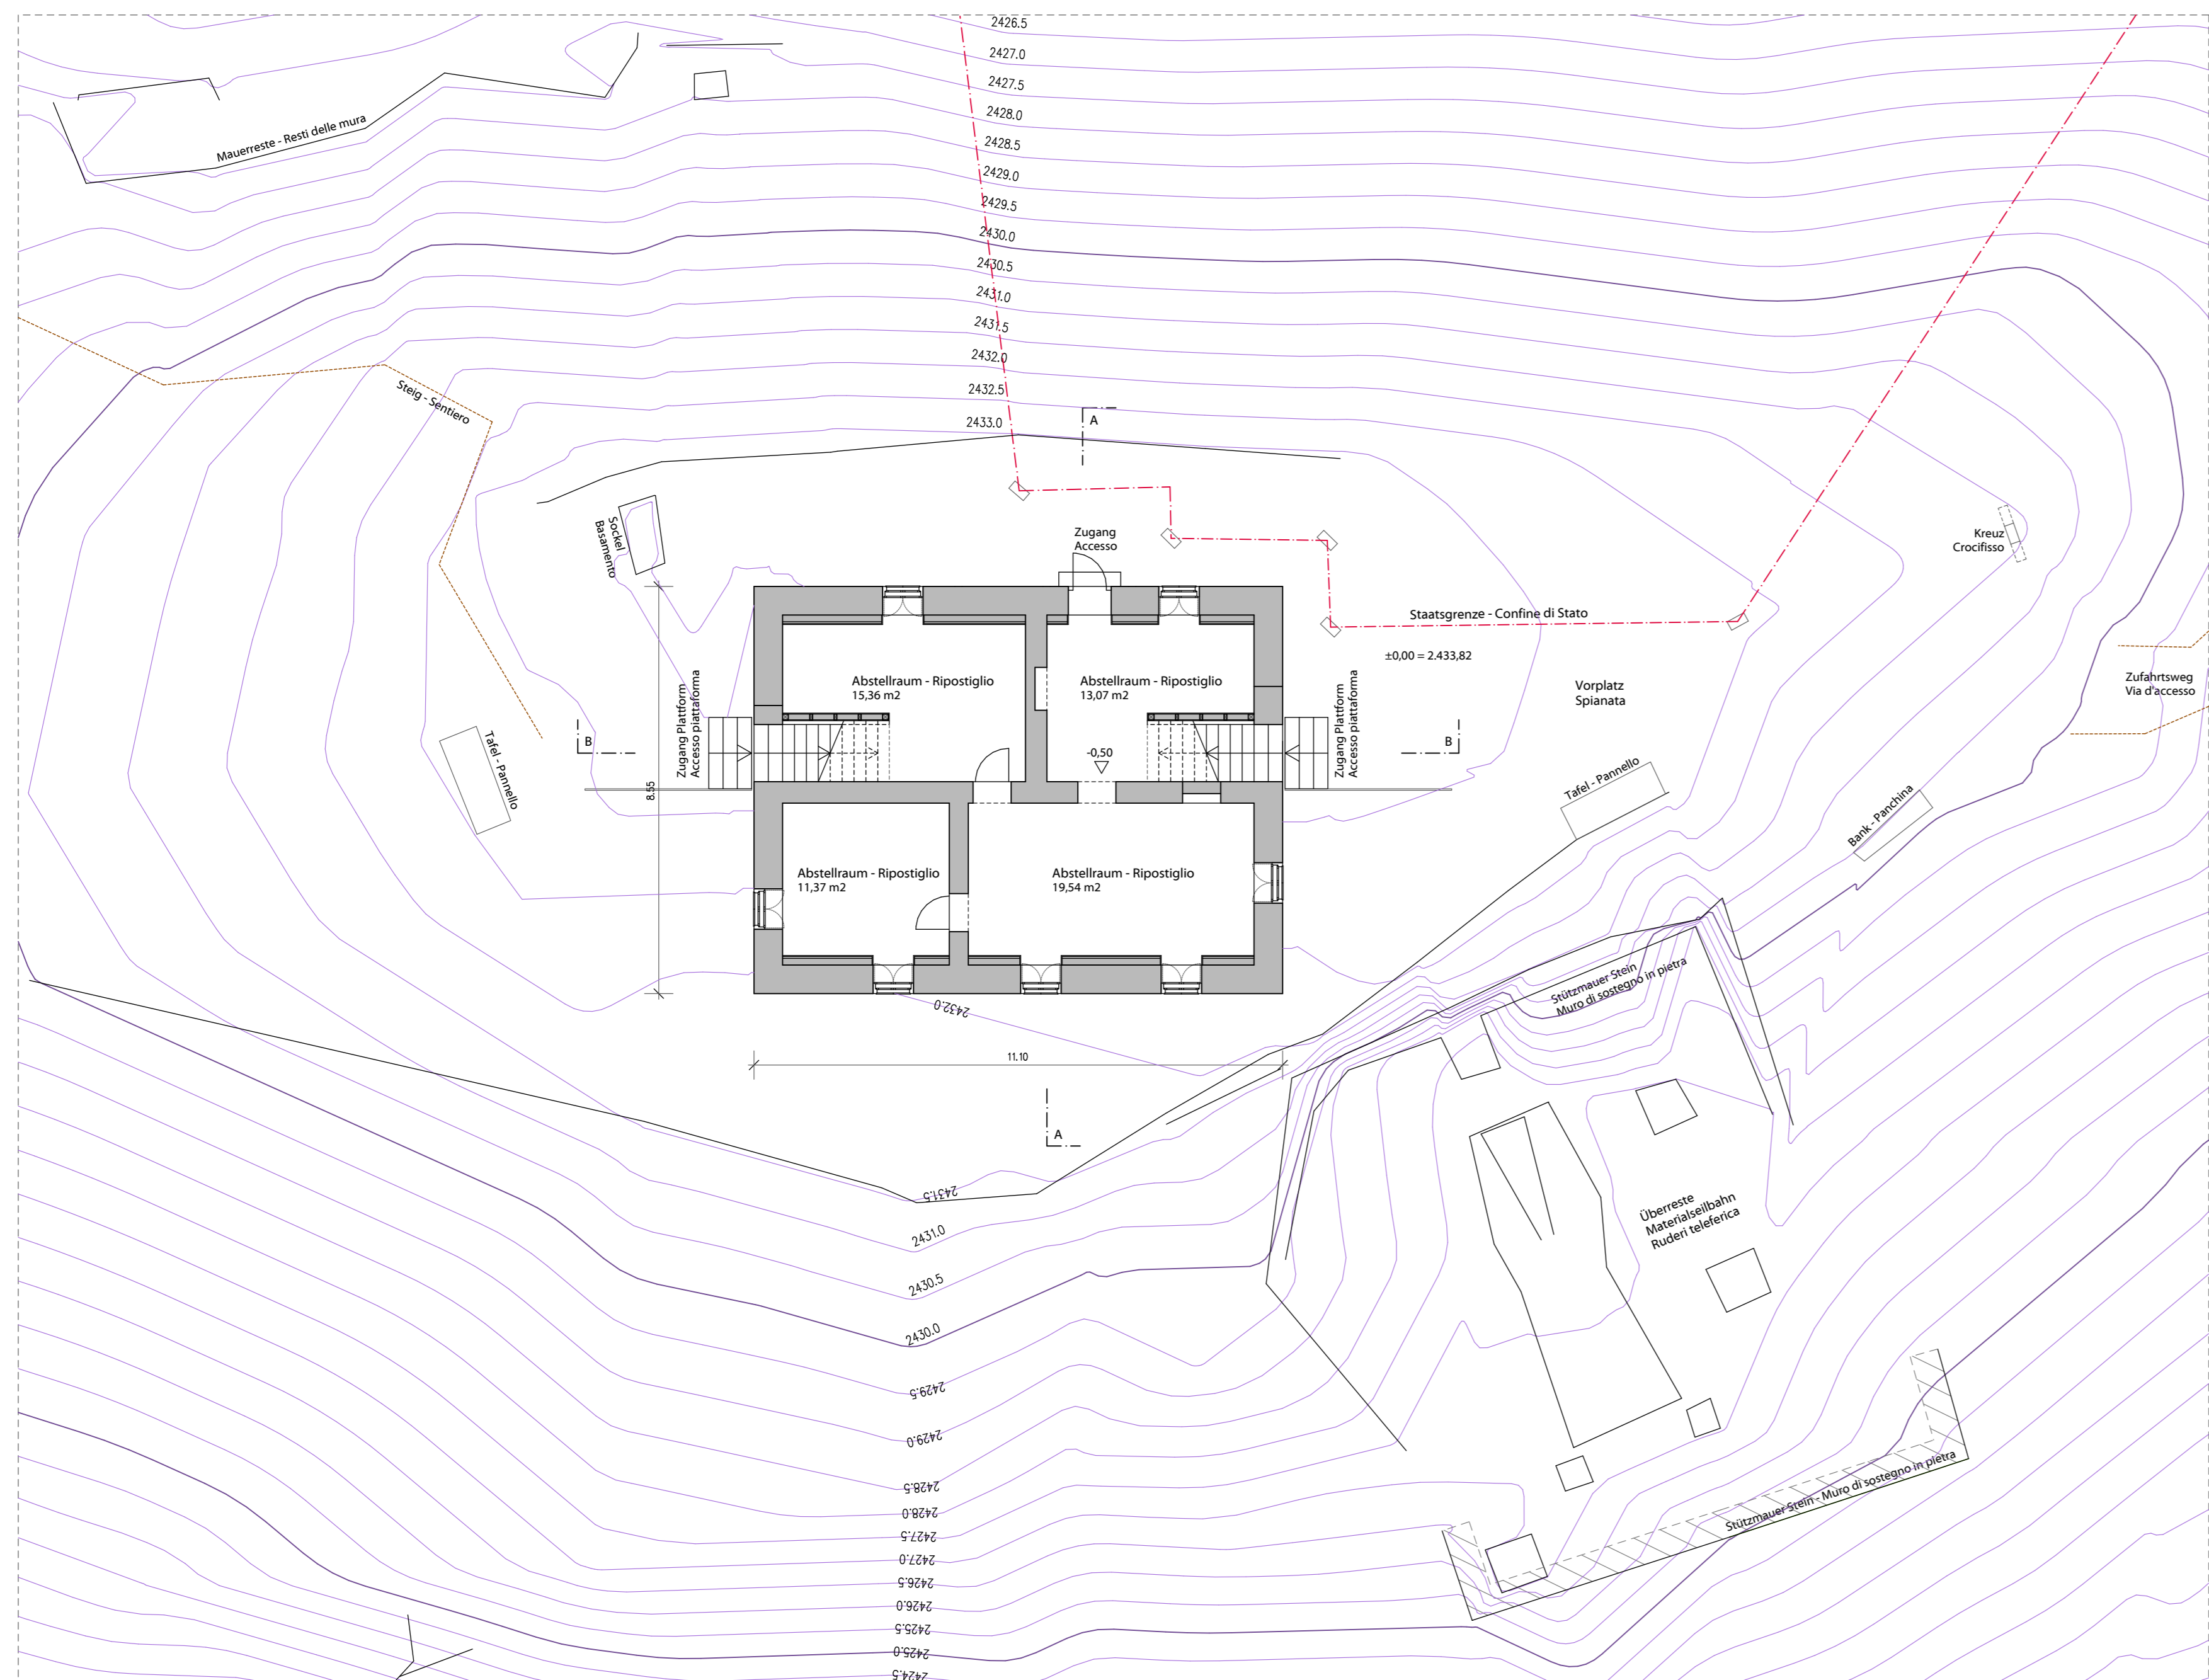 2426.5
2427.0
2427.5
2428.0
2428.5
2429.0
2429.5
2430.0
2430.5
2431.0
2431.5
2432.0
2432.5
2433.0
Mauerreste - Resti delle mura
Steig - Sentiero
A
Sockel
Basamento
Zugang
Accesso
Kreuz
Crocifisso
Staatsgrenze - Confine di Stato
±0,00 = 2.433,82
Vorplatz
Spianata
Zufahrtsweg
Via d'accesso
Abstellraum - Ripostiglio
15,36 m2
Abstellraum - Ripostiglio
13,07 m2
Zugang Plattform
Accesso piattaforma
Zugang Plattform
Accesso piattaforma
B
-0,50
B
Tafel - Pannello
8.55
Tafel - Pannello
Bank - Panchina
Abstellraum - Ripostiglio
11,37 m2
Abstellraum - Ripostiglio
19,54 m2
Stützmauer Stein
Muro di sostegno in pietra
2432.0
11.10
A
2431.5
2431.0
2430.5
2430.0
2429.5
2429.0
2428.5
2428.0
2427.5
2427.0
2426.5
2426.0
2425.5
2425.0
2424.5
Überreste
Materialseilbahn
Ruderi teleferica
Stützmauer Stein - Muro di sostegno in pietra